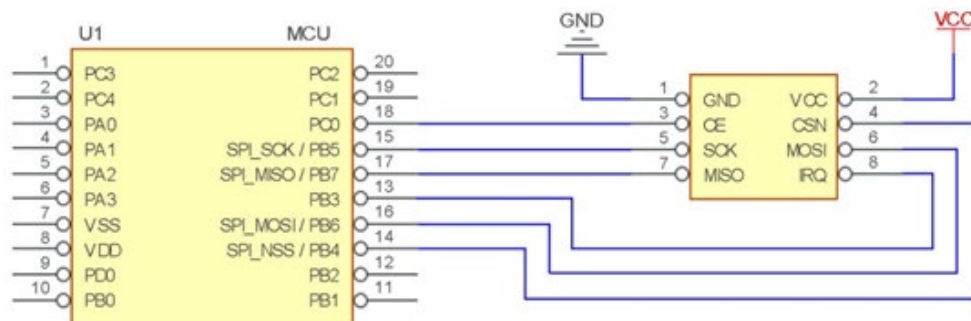 U1 MCU
1 PC3 PC2 20
2 PC4 PC1 19
3 PA0 PC0 18
4 PA1 SPI_SCK / PB5 15
5 PA2 SPI_MISO / PB7 17
6 PA3 PB3 13
7 VSS SPI_MOSI / PB6 16
8 VDD SPI_NSS / PB4 14
9 PD0 PB2 12
10 PB0 PB1 11
GND VCC
1 GND VCC 2
3 CE CSN 4
5 SCK MOSI 6
7 MISO IRQ 8